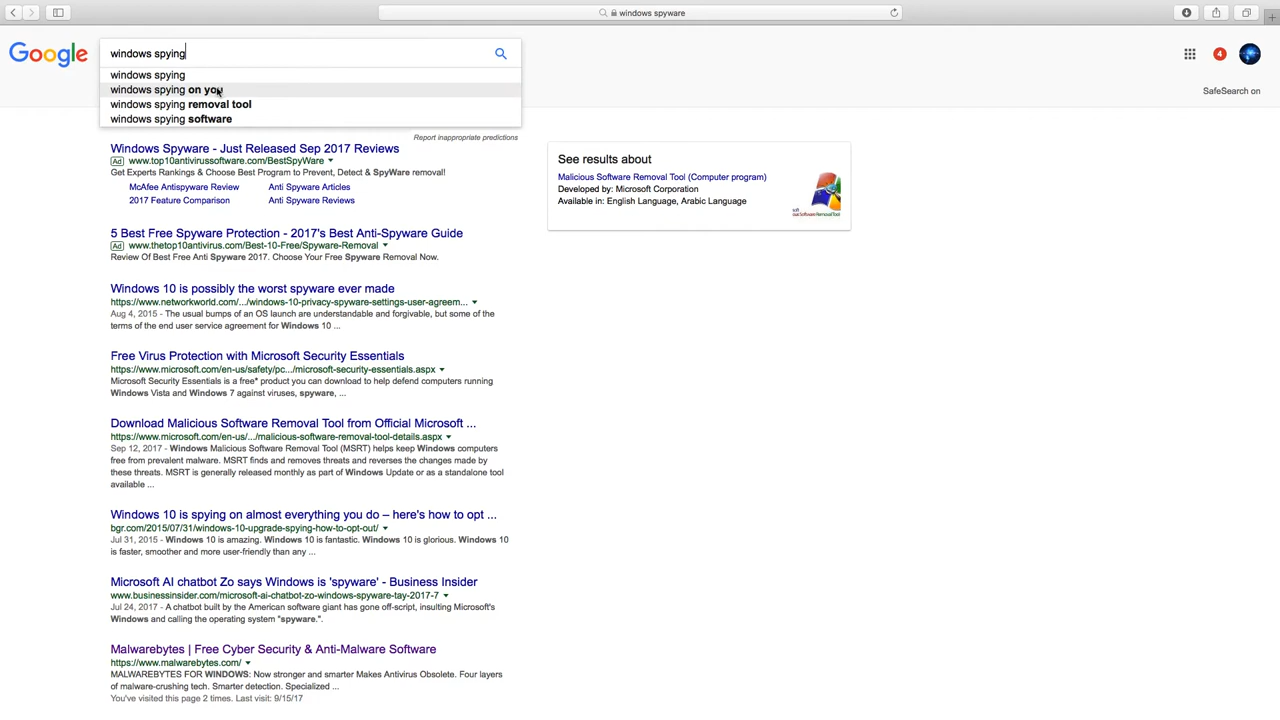 windows spyware
Google
windows spying
4
windows spying
windows spying on you
windows spying removal tool
windows spying software
SafeSearch on
Report inappropriate predictions
Windows Spyware - Just Released Sep 2017 Reviews
Ad www.top10antivirussoftware.com/BestSpyWare
Get Experts Rankings & Choose Best Program to Prevent, Detect & SpyWare removal!
McAfee Antispyware Review Anti Spyware Articles
2017 Feature Comparison Anti Spyware Reviews
See results about
Malicious Software Removal Tool (Computer program)
Developed by: Microsoft Corporation
Available in: English Language, Arabic Language
5 Best Free Spyware Protection - 2017's Best Anti-Spyware Guide
Ad www.thetop10antivirus.com/Best-10-Free/Spyware-Removal
Review Of Best Free Anti Spyware 2017. Choose Your Free Spyware Removal Now.
Windows 10 is possibly the worst spyware ever made
https://www.networkworld.com/.../windows-10-privacy-spyware-settings-user-agreem...
Aug 4, 2015 - The usual bumps of an OS launch are understandable and forgivable, but some of the
terms of the end user service agreement for Windows 10 ...
Free Virus Protection with Microsoft Security Essentials
https://www.microsoft.com/en-us/safety/pc.../microsoft-security-essentials.aspx
Microsoft Security Essentials is a free* product you can download to help defend computers running
Windows Vista and Windows 7 against viruses, spyware, ...
Download Malicious Software Removal Tool from Official Microsoft ...
https://www.microsoft.com/en-us/.../malicious-software-removal-tool-details.aspx
Sep 12, 2017 - Windows Malicious Software Removal Tool (MSRT) helps keep Windows computers
free from prevalent malware. MSRT finds and removes threats and reverses the changes made by
these threats. MSRT is generally released monthly as part of Windows Update or as a standalone tool
available ...
Windows 10 is spying on almost everything you do – here's how to opt ...
bgr.com/2015/07/31/windows-10-upgrade-spying-how-to-opt-out/
Jul 31, 2015 - Windows 10 is amazing. Windows 10 is fantastic. Windows 10 is glorious. Windows 10
is faster, smoother and more user-friendly than any ...
Microsoft AI chatbot Zo says Windows is 'spyware' - Business Insider
www.businessinsider.com/microsoft-ai-chatbot-zo-windows-spyware-tay-2017-7
Jul 24, 2017 - A chatbot built by the American software giant has gone off-script, insulting Microsoft's
Windows and calling the operating system "spyware.".
Malwarebytes | Free Cyber Security & Anti-Malware Software
https://www.malwarebytes.com/
MALWAREBYTES FOR WINDOWS: Now stronger and smarter Makes Antivirus Obsolete. Four layers
of malware-crushing tech. Smarter detection. Specialized ...
You've visited this page 2 times. Last visit: 9/15/17